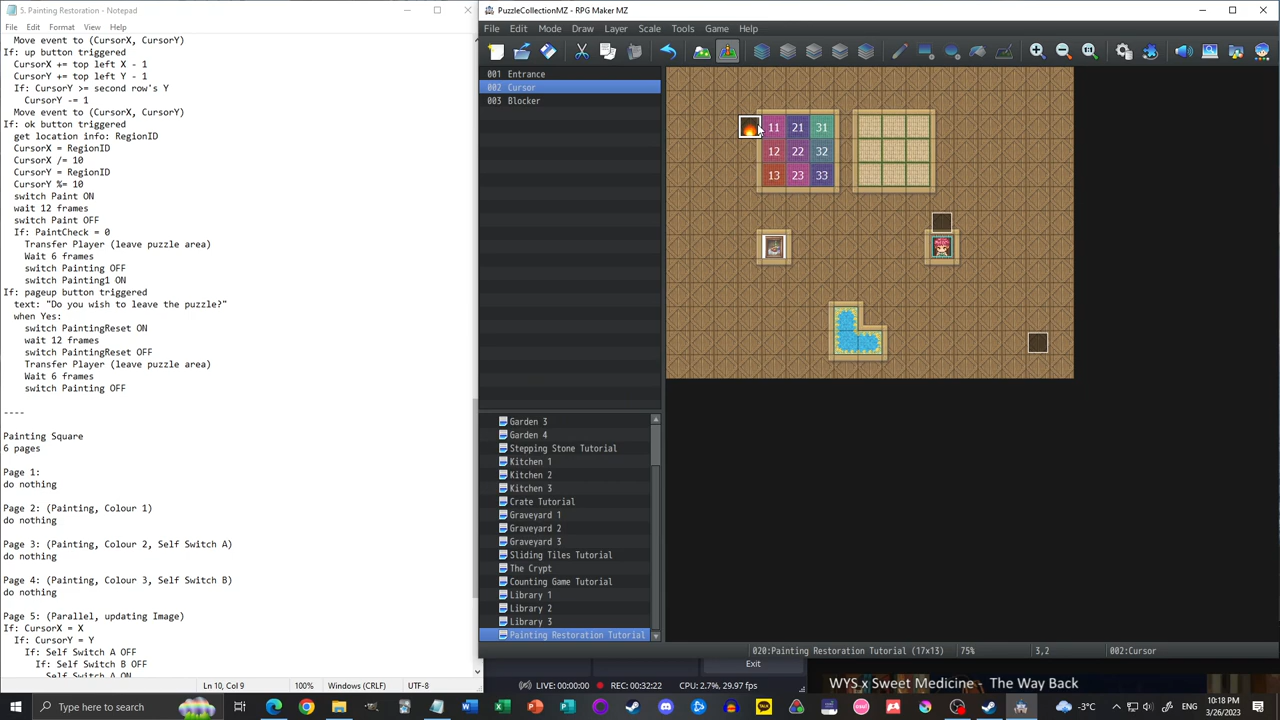 5. Painting Restoration - Notepad
File Edit Format View Help
Move event to (CursorX, CursorY)
If: up button triggered
CursorX += top left X - 1
CursorY += top left Y - 1
If: CursorY >= second row's Y
CursorY -= 1
Move event to (CursorX, CursorY)
If: ok button triggered
get location info: RegionID
CursorX = RegionID
CursorX /= 10
CursorY = RegionID
CursorY %= 10
switch Paint ON
wait 12 frames
switch Paint OFF
If: PaintCheck = 0
Transfer Player (leave puzzle area)
Wait 6 frames
switch Painting OFF
switch Painting1 ON
If: pageup button triggered
text: "Do you wish to leave the puzzle?"
when Yes:
switch PaintingReset ON
wait 12 frames
switch PaintingReset OFF
Transfer Player (leave puzzle area)
Wait 6 frames
switch Painting OFF
----
Painting Square
6 pages
Page 1:
do nothing
Page 2: (Painting, Colour 1)
do nothing
Page 3: (Painting, Colour 2, Self Switch A)
do nothing
Page 4: (Painting, Colour 3, Self Switch B)
do nothing
Page 5: (Parallel, updating Image)
If: CursorX = X
If: CursorY = Y
If: Self Switch A OFF
If: Self Switch B OFF
Self Switch A ON
Ln 10, Col 9 100% Windows (CRLF) UTF-8
PuzzleCollectionMZ - RPG Maker MZ
File Edit Mode Draw Layer Scale Tools Game Help
001 Entrance
002 Cursor
003 Blocker
11 21 31
12 22 32
13 23 33
Garden 3
Garden 4
Stepping Stone Tutorial
Kitchen 1
Kitchen 2
Kitchen 3
Crate Tutorial
Graveyard 1
Graveyard 2
Graveyard 3
Sliding Tiles Tutorial
The Crypt
Counting Game Tutorial
Library 1
Library 2
Library 3
Painting Restoration Tutorial
020:Painting Restoration Tutorial (17x13) 75% 3,2 002:Cursor
Exit
LIVE: 00:00:00 REC: 00:32:22 CPU: 2.7%, 29.97 fps
WYS x Sweet Medicine - The Way Back
Type here to search
-3°C
10:18 PM
3/26/2023